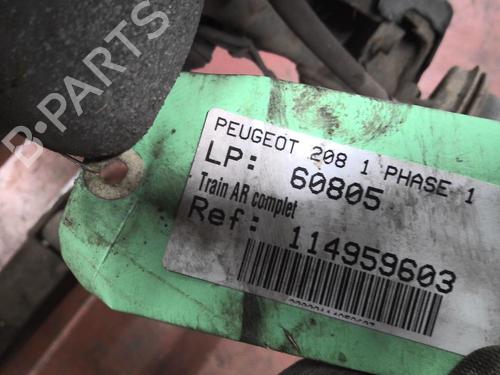 B-PARTS
PEUGEOT 208 1 PHASE 1
LP: 60805
Train AR complet
Ref: 114959603